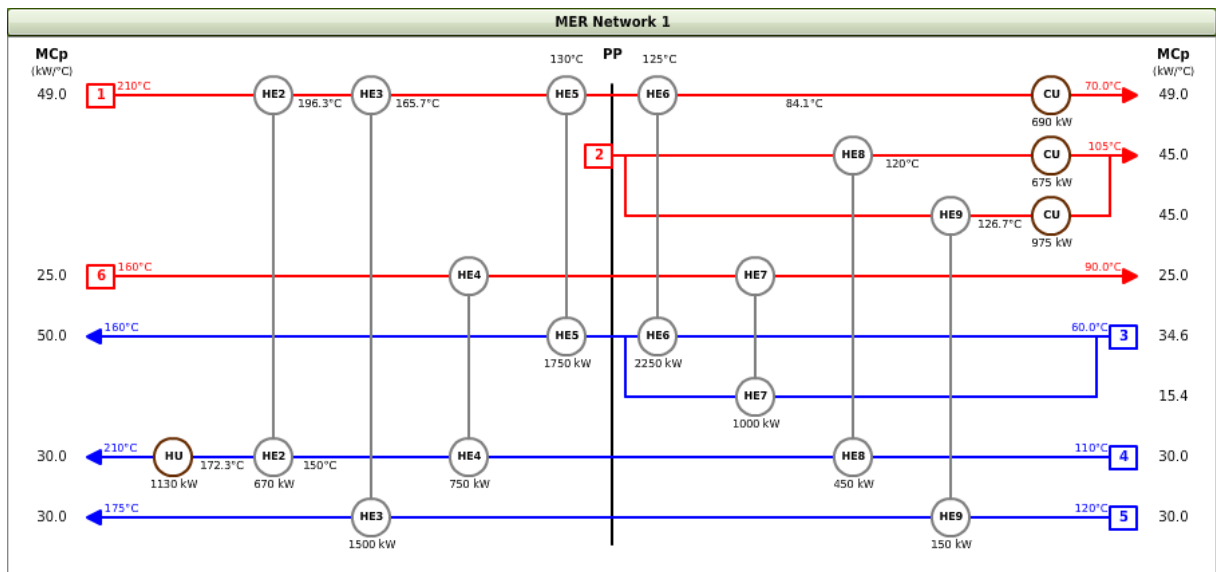 MER Network 1
MCp
(kW/°C)
130°C
PP
125°C
MCp
(kW/°C)
49.0
1
210°C
HE2
196.3°C
HE3
165.7°C
HE5
HE6
84.1°C
CU
70.0°C
49.0
690 kW
2
HE8
120°C
CU
105°C
45.0
675 kW
HE9
126.7°C
CU
45.0
975 kW
25.0
6
160°C
HE4
HE7
90.0°C
25.0
50.0
160°C
HE5
HE6
60.0°C
3
34.6
1750 kW
2250 kW
HE7
15.4
1000 kW
30.0
210°C
HU
172.3°C
HE2
150°C
HE4
HE8
110°C
4
30.0
1130 kW
670 kW
750 kW
450 kW
30.0
175°C
HE3
HE9
120°C
5
30.0
1500 kW
150 kW